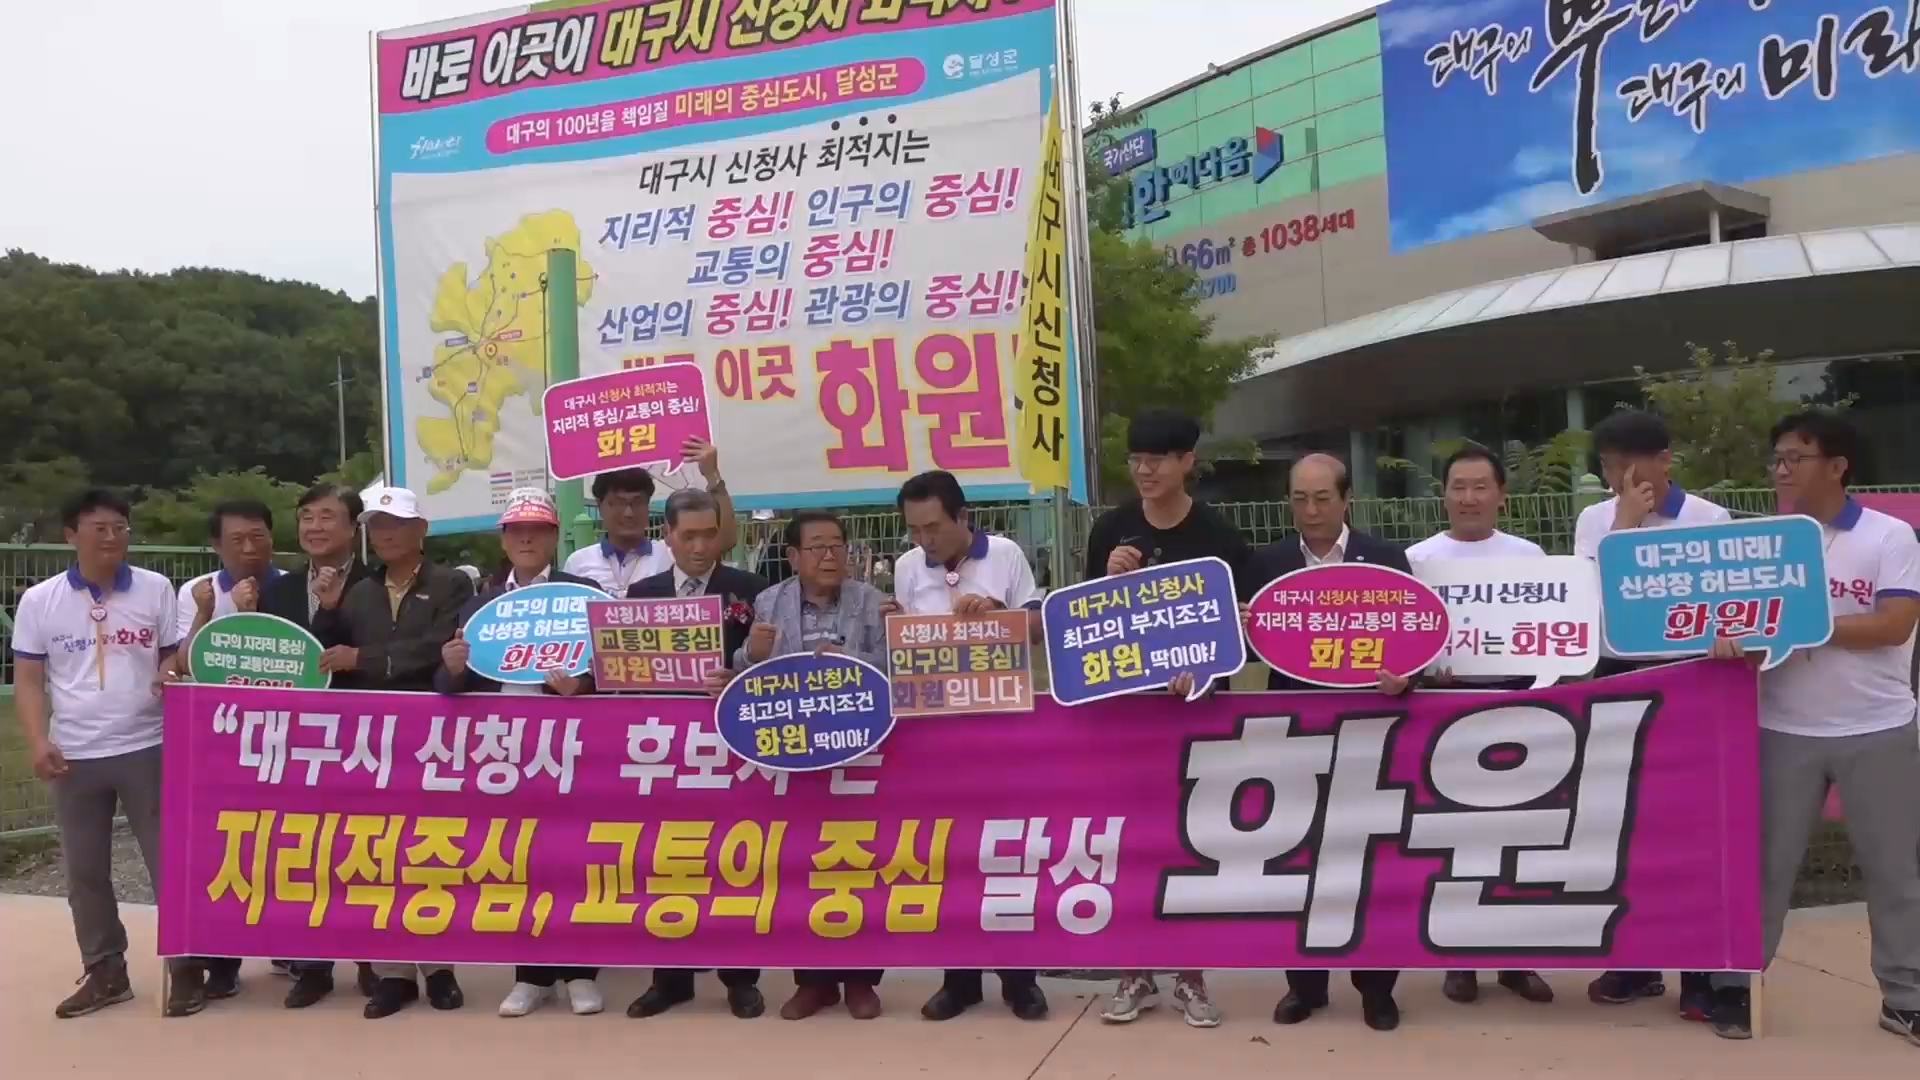 바로 이곳이 대구시 신청사 최적지
달성군
대구의 100년을 책임질 미래의 중심도시, 달성군
flower
대구시 신청사 최적지는
지리적 중심! 인구의 중심!
교통의 중심!
산업의 중심! 관광의 중심!
이곳 화원
대구시신청사
대구의
대구의 미래
국가산단
총 1038세대
대구시 신청사 최적지는
지리적 중심! 교통의 중심!
화원
신청사
화원
대구의 지리적 중심!
편리한 교통인프라!
화원!
대구의 미래!
신성장 허브도시
화원!
신청사 최적지는
교통의 중심!
화원입니다
대구시 신청사
최고의 부지조건
화원, 딱이야!
신청사 최적지는
인구의 중심!
화원입니다
대구시 신청사
최고의 부지조건
화원, 딱이야!
대구시 신청사 최적지는
지리적 중심! 교통의 중심!
화원
대구시 신청사
적지는 화원
대구의 미래!
신성장 허브도시
화원!
화원
“대구시 신청사 후보
지리적중심, 교통의 중심 달성 화원